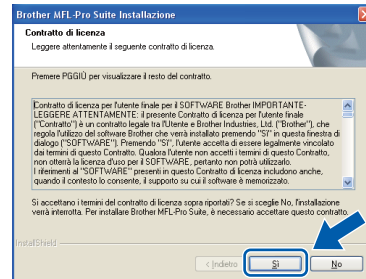 Brother MFL-Pro Suite Installazione
Contratto di licenza
Leggere attentamente il seguente contratto di licenza.
Premere PGGIÙ per visualizzare il resto del contratto.
Contratto di licenza per l'utente finale per il SOFTWARE Brother IMPORTANTE-
LEGGERE ATTENTAMENTE: il presente Contratto di licenza per l'utente finale
("Contratto") è un contratto legale tra l'Utente e Brother Industries, Ltd. ("Brother"), che
regola l'utilizzo del software Brother che verrà installato premendo "SI" in questa finestra di
dialogo ("SOFTWARE"). Premendo "SI", l'utente accetta di essere legalmente vincolato
dai termini di questo Contratto. Qualora l'utente non accetti i termini di questo Contratto,
non otterrà la licenza d'uso per il SOFTWARE, pertanto non potrà utilizzarlo.
I riferimenti al "SOFTWARE" presenti in questo Contratto di licenza includono anche,
quando il contesto lo consente, il supporto su cui il software è memorizzato.
Si accettano i termini del contratto di licenza sopra riportati? Se si sceglie No, l'installazione
verrà interrotta. Per installare Brother MFL-Pro Suite, è necessario accettare questo contratto.
InstallShield
< Indietro
Sì
No